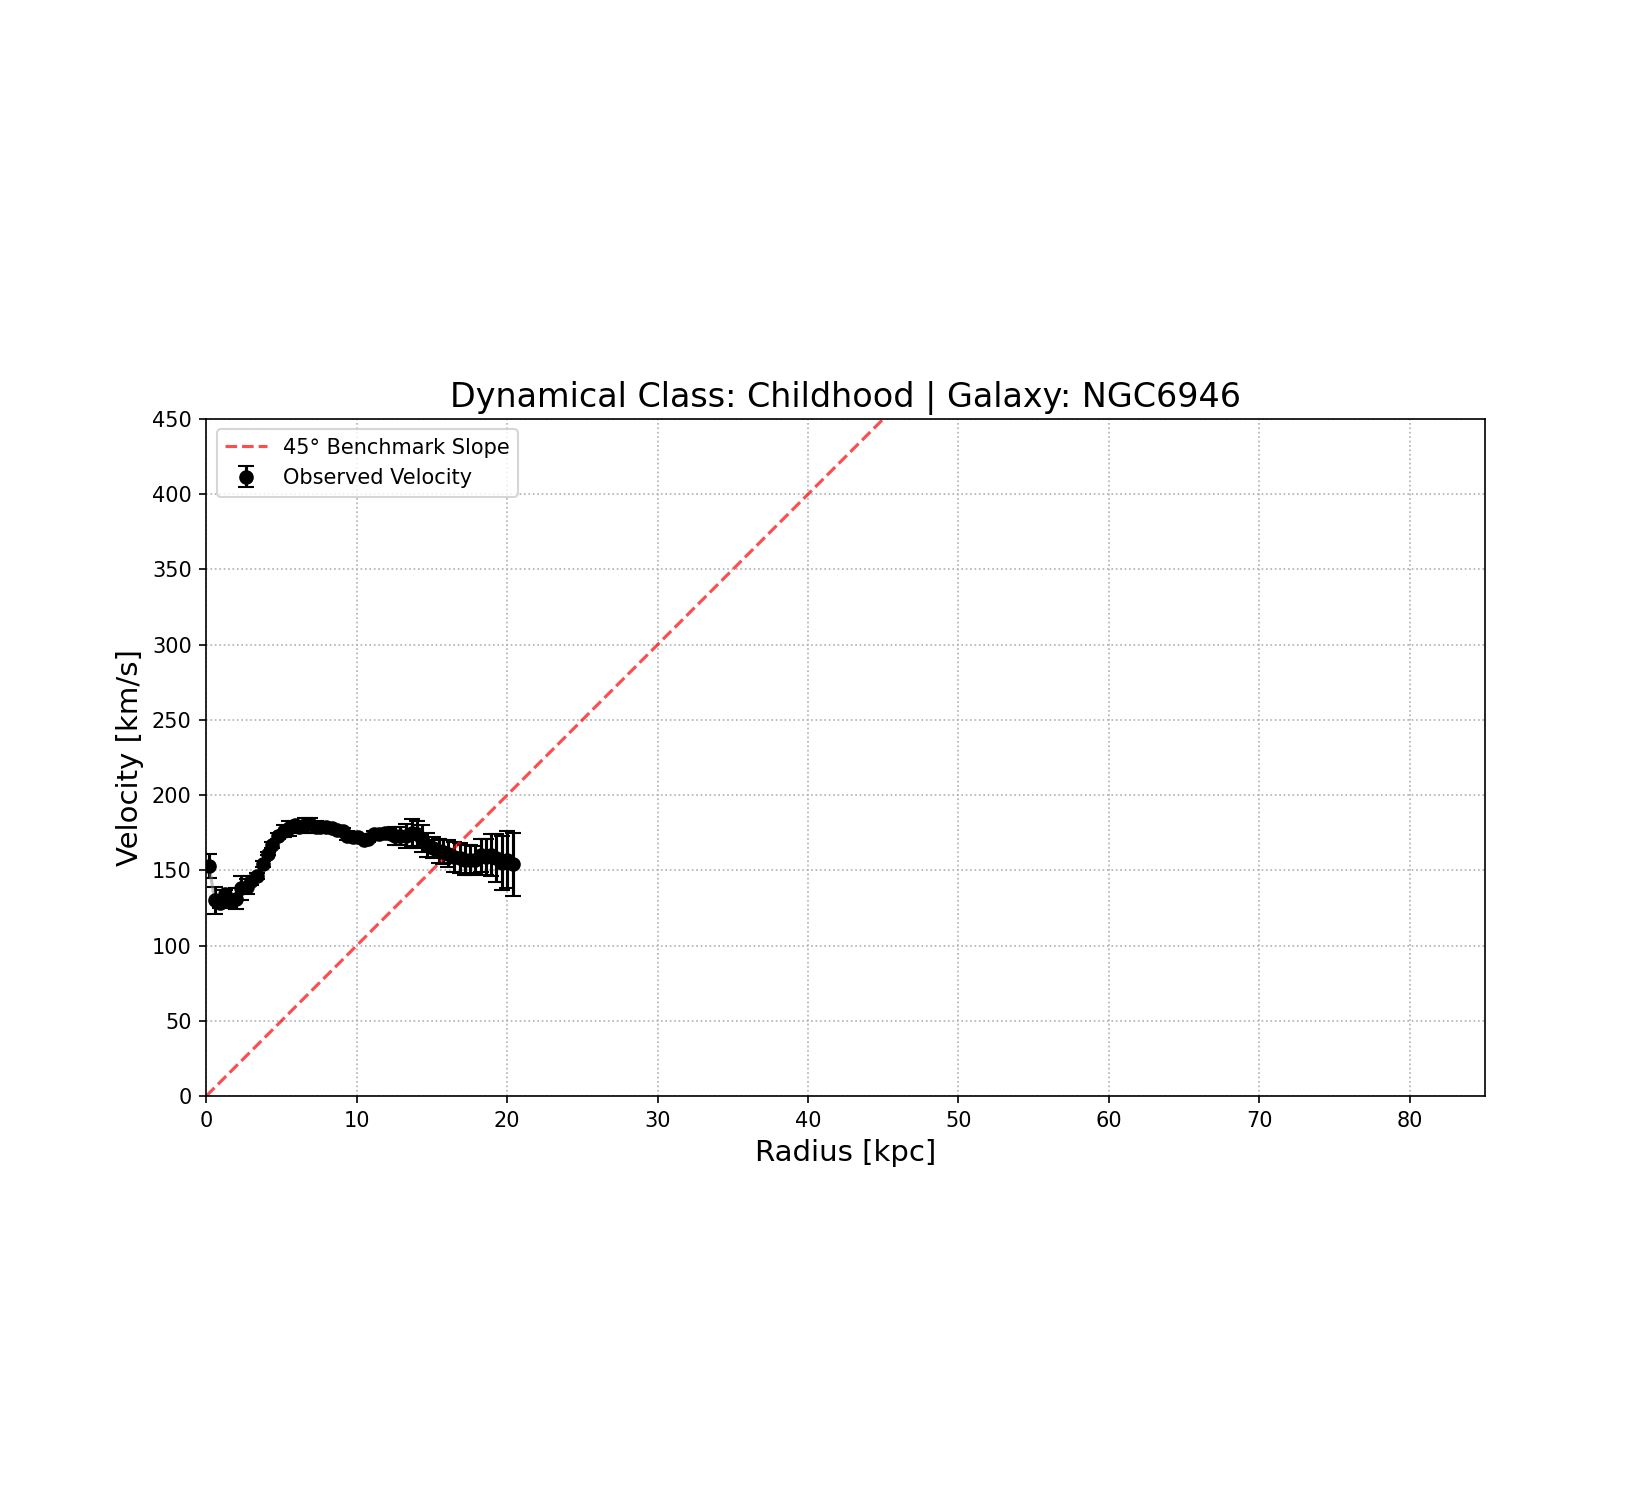 Dynamical Class: Childhood | Galaxy: NGC6946
45° Benchmark Slope
Observed Velocity
Velocity [km/s]
450
400
350
300
250
200
150
100
50
0
0 10 20 30 40 50 60 70 80
Radius [kpc]